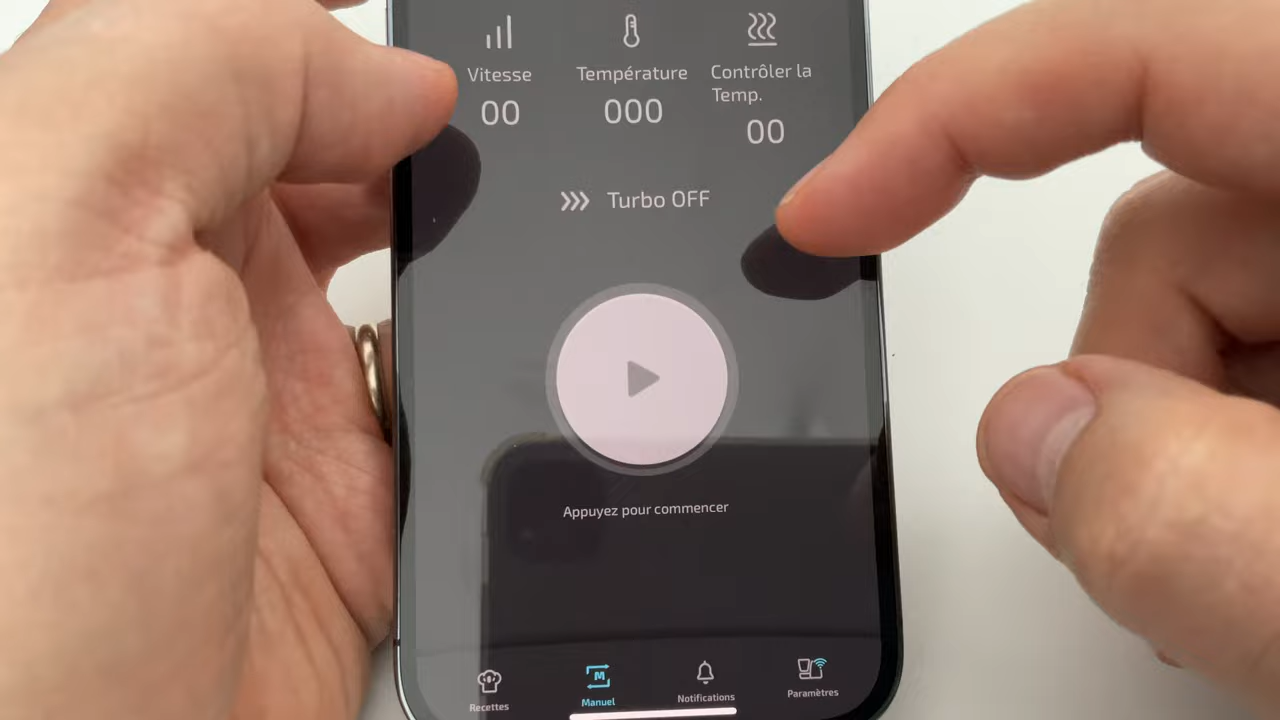 Vitesse
Température
Contrôler la
Temp.
00
000
00
Turbo OFF
Appuyez pour commencer
Recettes
M
Manuel
Notifications
Paramètres